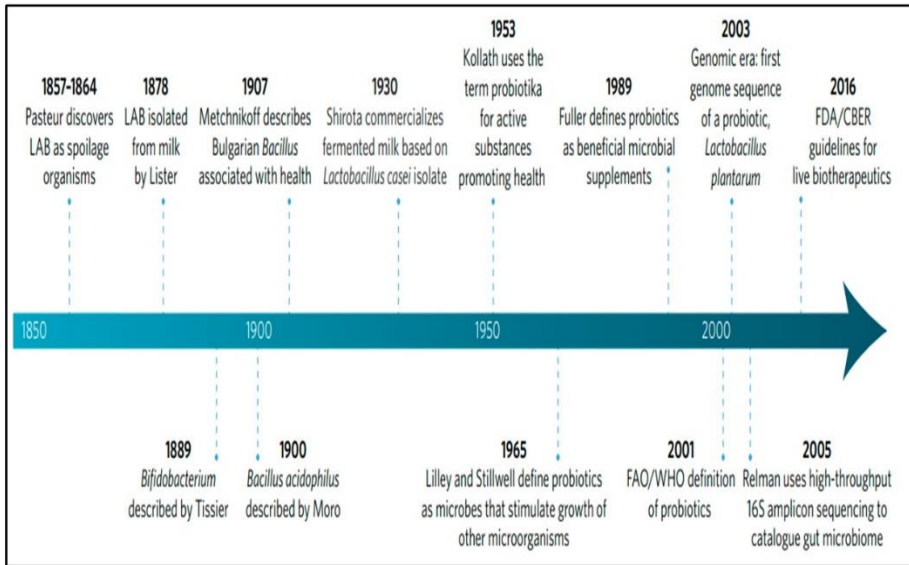 1857-1864
Pasteur discovers
LAB as spoilage
organisms
1878
LAB isolated
from milk
by Lister
1907
Metchnikoff describes
Bulgarian Bacillus
associated with health
1930
Shirota commercializes
fermented milk based on
Lactobacillus casei isolate
1953
Kollath uses the
term probiotika
for active
substances
promoting health
1989
Fuller defines probiotics
as beneficial microbial
supplements
2003
Genomic era: first
genome sequence
of a probiotic,
Lactobacillus
plantarum
2016
FDA/CBER
guidelines for
live biotherapeutics
1850
1900
1950
2000
1889
Bifidobacterium
described by Tissier
1900
Bacillus acidophilus
described by Moro
1965
Lilley and Stillwell define probiotics
as microbes that stimulate growth of
other microorganisms
2001
FAO/WHO definition
of probiotics
2005
Relman uses high-throughput
16S amplicon sequencing to
catalogue gut microbiome